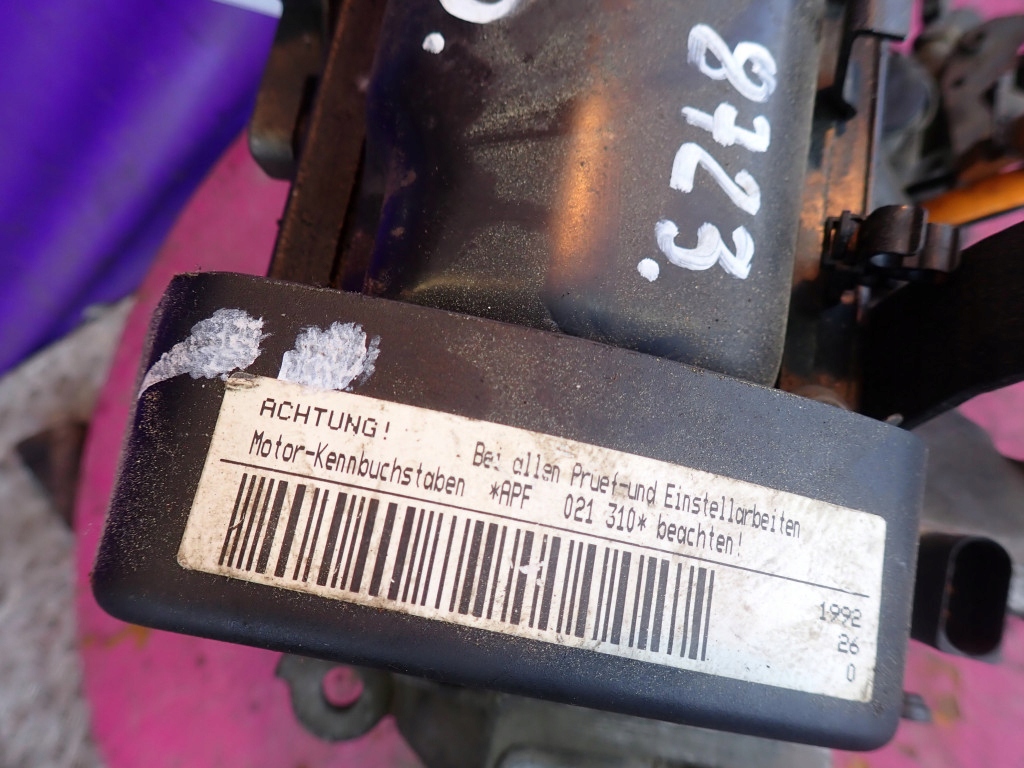 8723.
ACHTUNG! Bei allen Pruef-und Einstellarbeiten
Motor-Kennbuchstaben *APF 021 310* beachten!
1992
26
0